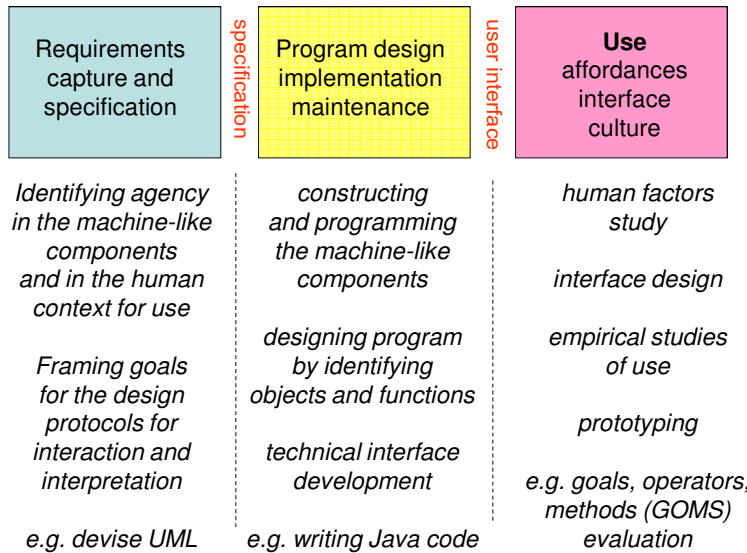 Requirements
capture and
specification
specification
Program design
implementation
maintenance
user interface
Use
affordances
interface
culture
Identifying agency
in the machine-like
components
and in the human
context for use
Framing goals
for the design
protocols for
interaction and
interpretation
e.g. devise UML
constructing
and programming
the machine-like
components
designing program
by identifying
objects and functions
technical interface
development
e.g. writing Java code
human factors
study
interface design
empirical studies
of use
prototyping
e.g. goals, operators,
methods (GOMS)
evaluation